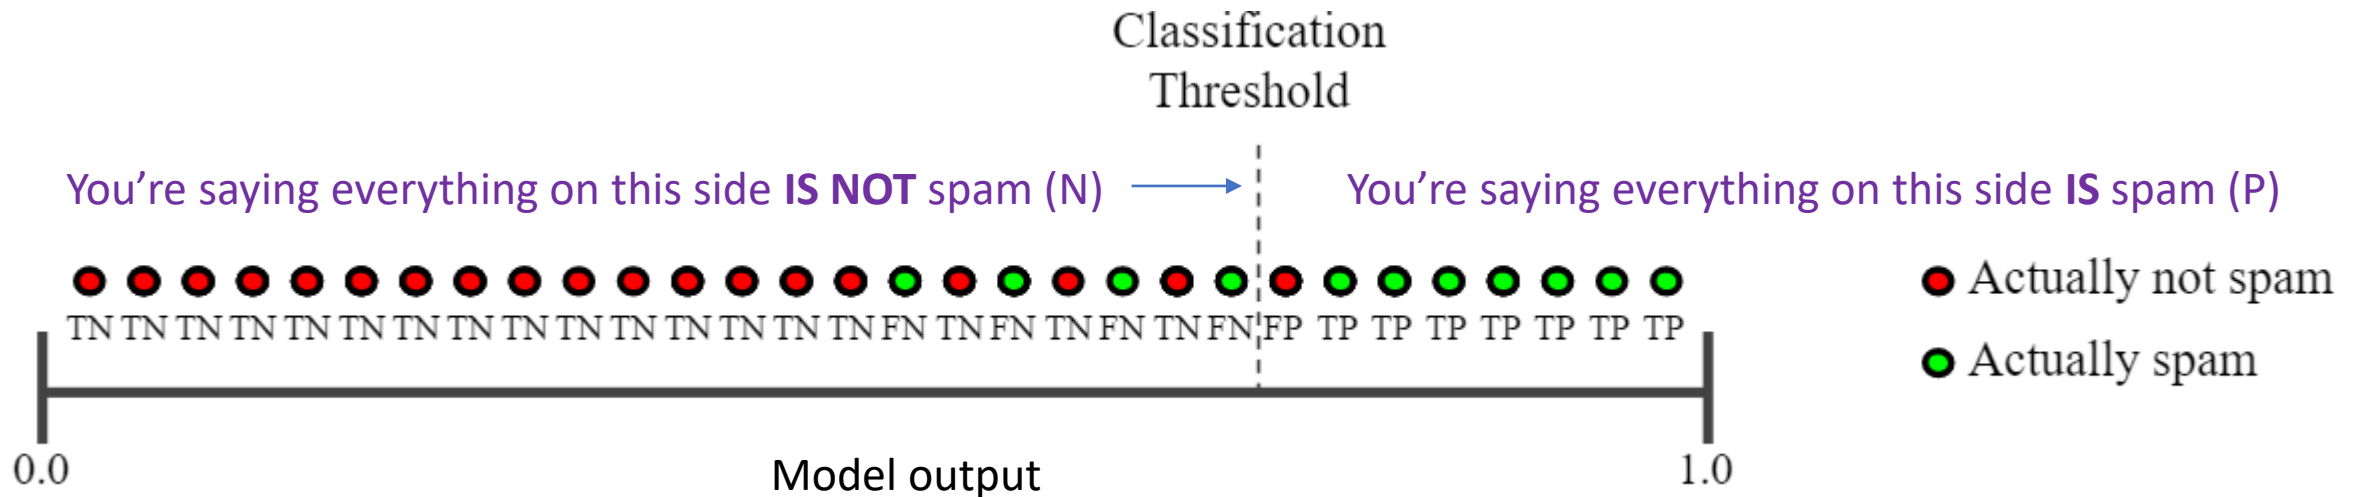 Classification
Threshold
You’re saying everything on this side IS NOT spam (N)
You’re saying everything on this side IS spam (P)
TN TN TN TN TN TN TN TN TN TN TN TN TN TN TN FN TN FN TN FN TN FN FP TP TP TP TP TP TP TP
Actually not spam
Actually spam
0.0
Model output
1.0